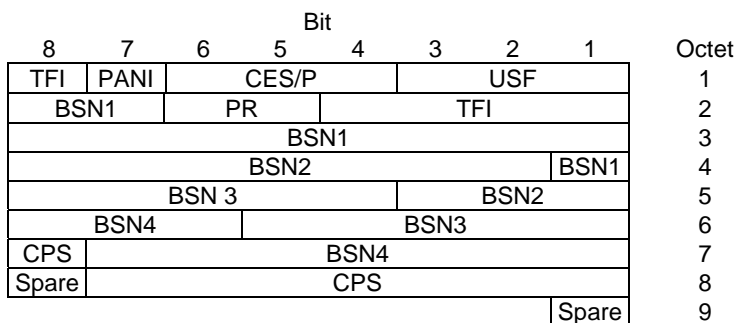 Bit
8 7 6 5 4 3 2 1 Octet
TFI PANI CES/P USF 1
BSN1 PR TFI 2
BSN1 3
BSN2 BSN1 4
BSN 3 BSN2 5
BSN4 BSN3 6
CPS BSN4 7
Spare CPS 8
Spare 9